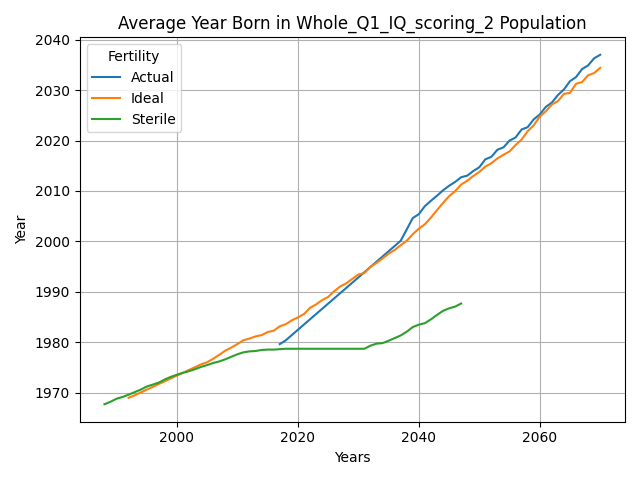 Average Year Born in Whole_Q1_IQ_scoring_2 Population
Fertility
Actual
Ideal
Sterile
2040
2030
2020
2010
2000
1990
1980
1970
Year
2000
2020
2040
2060
Years